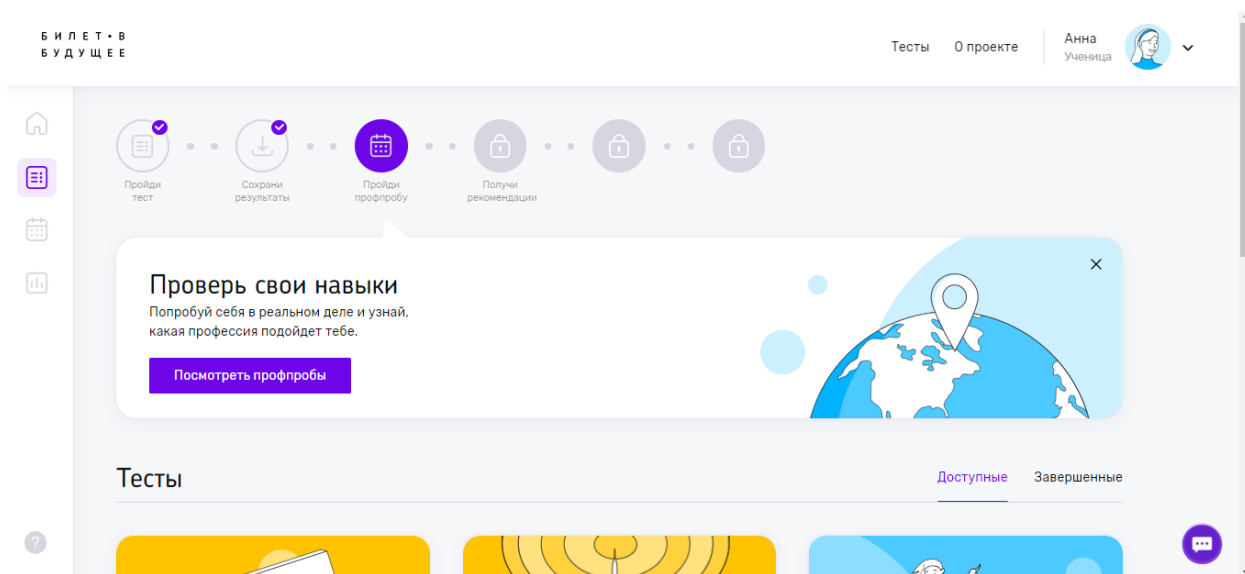 БИЛЕТ•В
БУДУЩЕЕ
Тесты О проекте
Анна
Ученица
Пройди
тест
Сохрани
результаты
Пройди
профпробу
Получи
рекомендации
Проверь свои навыки
Попробуй себя в реальном деле и узнай,
какая профессия подойдет тебе.
Посмотреть профпробы
Тесты
Доступные Завершенные
?